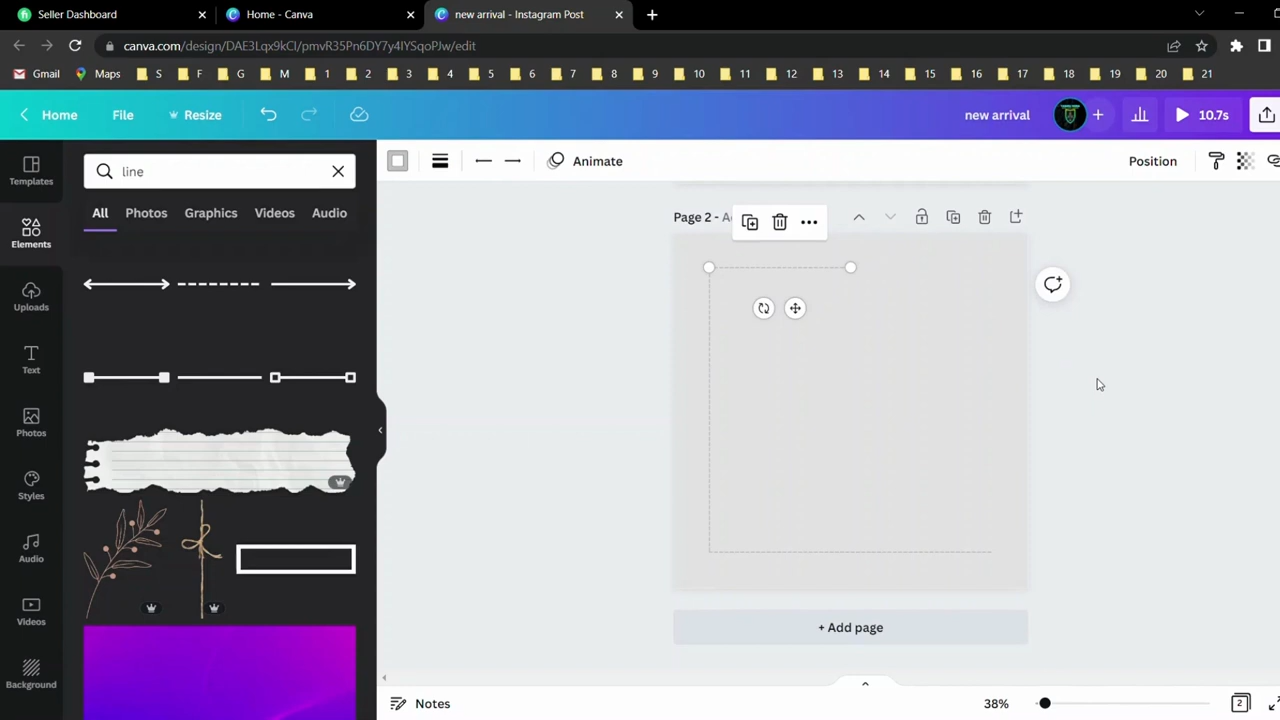 Seller Dashboard
Home - Canva
new arrival - Instagram Post
canva.com/design/DAE3Lqx9kCI/pmvR35Pn6DY7y4IYSqoPJw/edit
Gmail Maps S F G M 1 2 3 4 5 6 7 8 9 10 11 12 13 14 15 16 17 18 19 20 21
Home File Resize new arrival 10.7s
line
Animate Position
Templates
All Photos Graphics Videos Audio
Page 2 -
Elements
Uploads
Text
Photos
Styles
Audio
Videos
+ Add page
Background
Notes 38% 2